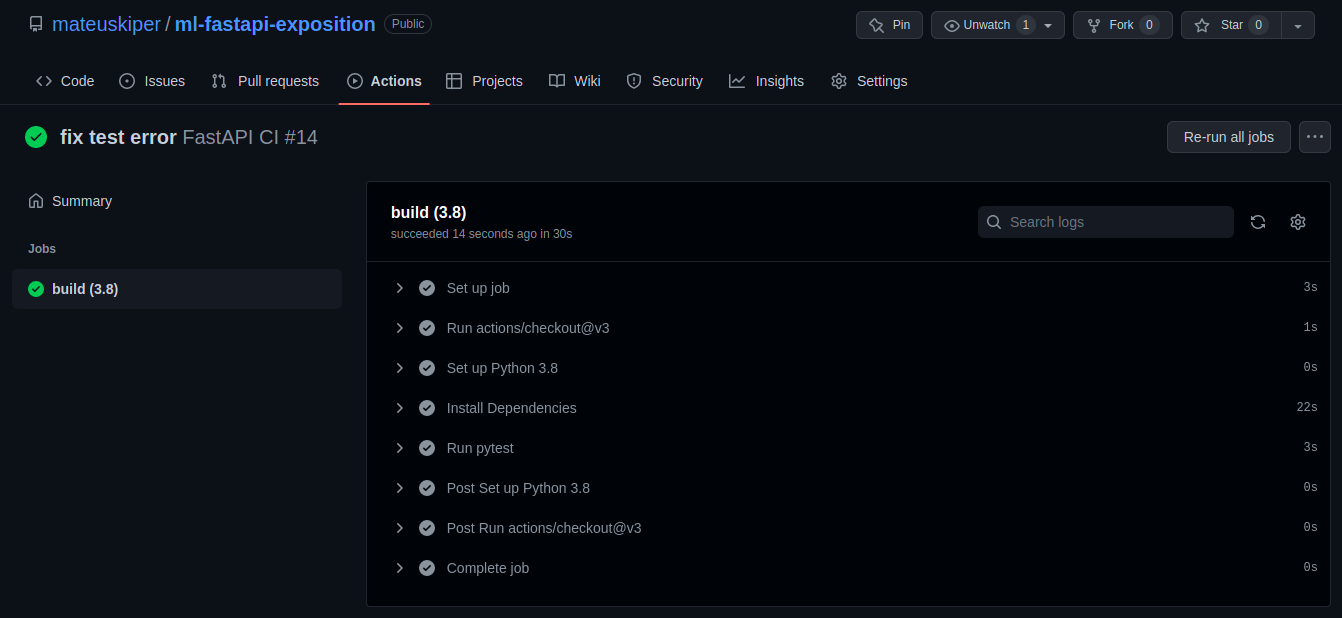 mateuskiper / ml-fastapi-exposition Public
Pin Unwatch 1 Fork 0 Star 0
Code Issues Pull requests Actions Projects Wiki Security Insights Settings
fix test error FastAPI CI #14
Re-run all jobs
Summary
Jobs
build (3.8)
build (3.8)
succeeded 14 seconds ago in 30s
Search logs
Set up job 3s
Run actions/checkout@v3 1s
Set up Python 3.8 0s
Install Dependencies 22s
Run pytest 3s
Post Set up Python 3.8 0s
Post Run actions/checkout@v3 0s
Complete job 0s